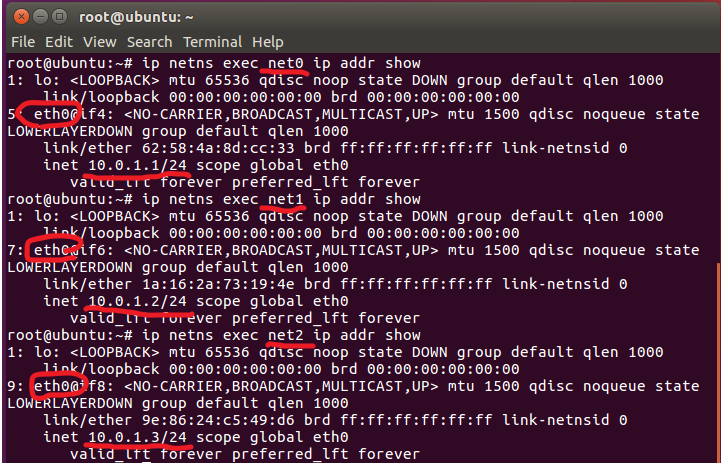 root@ubuntu: ~
File Edit View Search Terminal Help
root@ubuntu:~# ip netns exec net0 ip addr show
1: lo: <LOOPBACK> mtu 65536 qdisc noop state DOWN group default qlen 1000
link/loopback 00:00:00:00:00:00 brd 00:00:00:00:00:00
5: eth0@if4: <NO-CARRIER,BROADCAST,MULTICAST,UP> mtu 1500 qdisc noqueue state
LOWERLAYERDOWN group default qlen 1000
link/ether 62:58:4a:8d:cc:33 brd ff:ff:ff:ff:ff:ff link-netnsid 0
inet 10.0.1.1/24 scope global eth0
valid_lft forever preferred_lft forever
root@ubuntu:~# ip netns exec net1 ip addr show
1: lo: <LOOPBACK> mtu 65536 qdisc noop state DOWN group default qlen 1000
link/loopback 00:00:00:00:00:00 brd 00:00:00:00:00:00
7: eth0@if6: <NO-CARRIER,BROADCAST,MULTICAST,UP> mtu 1500 qdisc noqueue state
LOWERLAYERDOWN group default qlen 1000
link/ether 1a:16:2a:73:19:4e brd ff:ff:ff:ff:ff:ff link-netnsid 0
inet 10.0.1.2/24 scope global eth0
valid_lft forever preferred_lft forever
root@ubuntu:~# ip netns exec net2 ip addr show
1: lo: <LOOPBACK> mtu 65536 qdisc noop state DOWN group default qlen 1000
link/loopback 00:00:00:00:00:00 brd 00:00:00:00:00:00
9: eth0@if8: <NO-CARRIER,BROADCAST,MULTICAST,UP> mtu 1500 qdisc noqueue state
LOWERLAYERDOWN group default qlen 1000
link/ether 9e:86:24:c5:49:d6 brd ff:ff:ff:ff:ff:ff link-netnsid 0
inet 10.0.1.3/24 scope global eth0
valid_lft forever preferred_lft forever